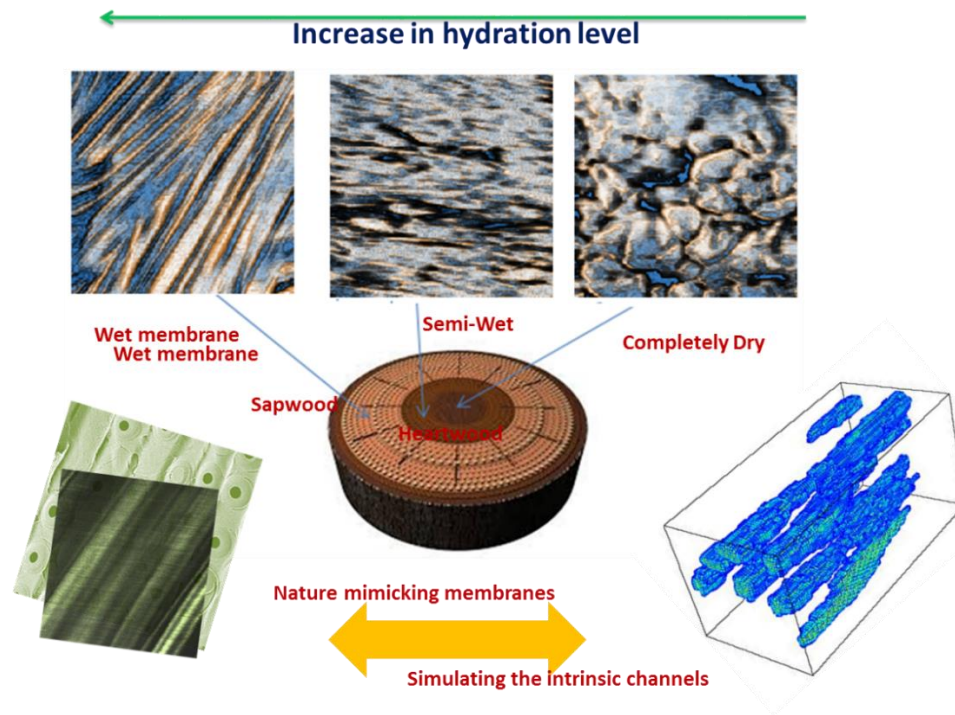 Increase in hydration level
Wet membrane
Wet membrane
Semi-Wet
Completely Dry
Sapwood
Heartwood
Nature mimicking membranes
Simulating the intrinsic channels